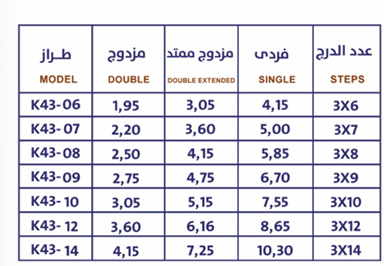 طراز مزدوج مزدوج ممتد فردى عدد الدرج
MODEL DOUBLE DOUBLE EXTENDED SINGLE STEPS
K43-06 1,95 3,05 4,15 3X6
K43-07 2,20 3,60 5,00 3X7
K43-08 2,50 4,15 5,85 3X8
K43-09 2,75 4,75 6,70 3X9
K43-10 3,05 5,15 7,55 3X10
K43-12 3,60 6,16 8,65 3X12
K43-14 4,15 7,25 10,30 3X14